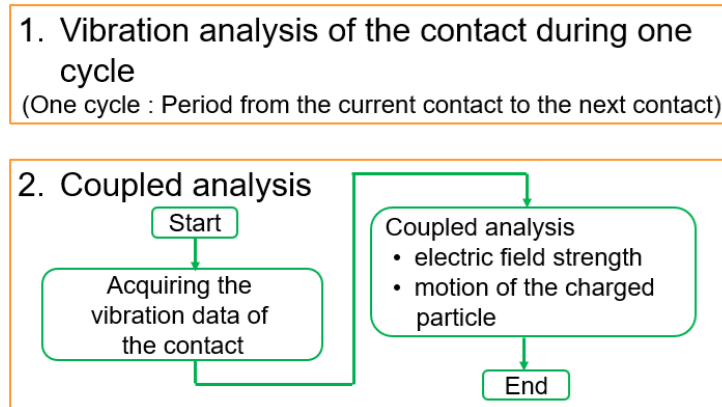 1. Vibration analysis of the contact during one
cycle
(One cycle : Period from the current contact to the next contact)
2. Coupled analysis
Start
Acquiring the
vibration data of
the contact
Coupled analysis
• electric field strength
• motion of the charged
particle
End